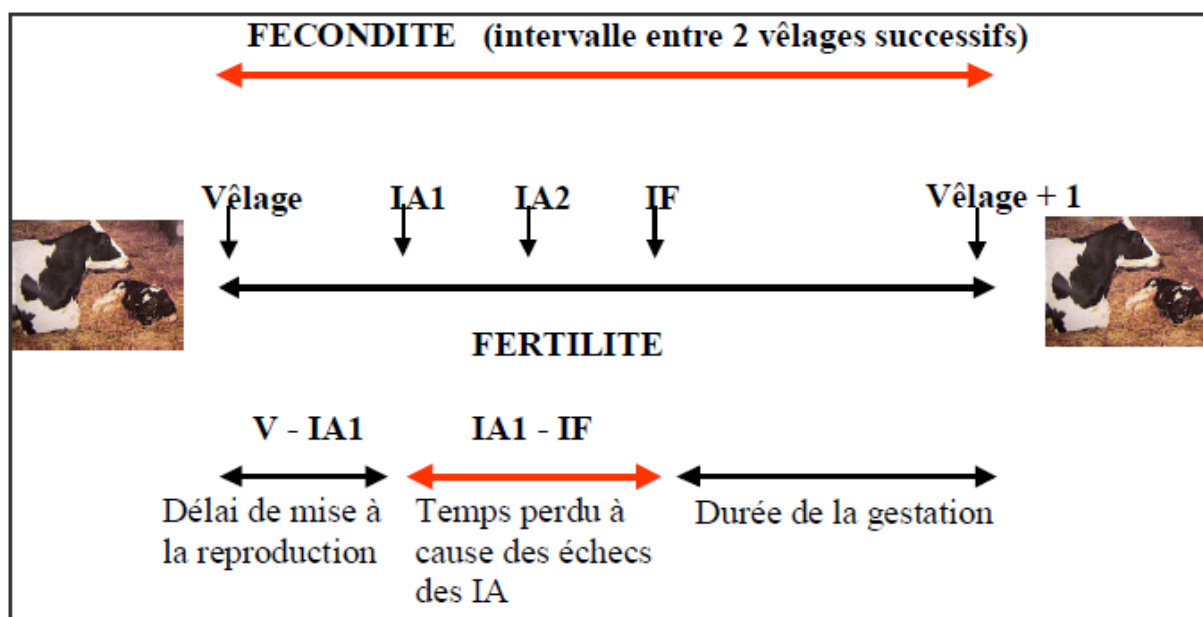 FECONDITE (intervalle entre 2 vêlages successifs)
Vêlage IA1 IA2 IF Vêlage + 1
FERTILITE
V - IA1 IA1 - IF
Délai de mise à Temps perdu à Durée de la gestation
la reproduction cause des échecs
des IA